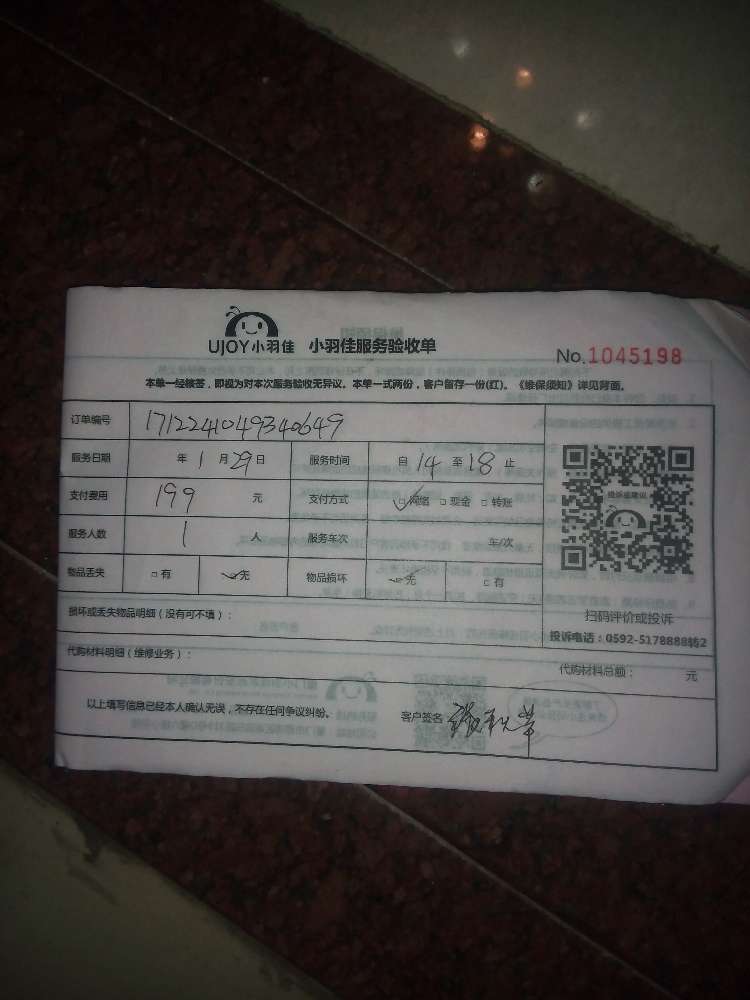 UJOY小羽佳 小羽佳服务验收单
No.1045198
本单一经核签，即视为对本次服务验收无异议。本单一式两份，客户留存一份(红)。《维保须知》详见背面。
订单编号 1712241049340649
服务日期 年 1 月 29 日 服务时间 自 14 至 18 止
支付费用 199 元 支付方式 ☑网络 □现金 □转账
服务人数 1 人 服务车次 车/次
物品丢失 □有 ☑无 物品损坏 ☑无 □有
损坏或丢失物品明细（没有可不填）：
投诉或建议
扫码评价或投诉
投诉电话：0592-5178888转2
代购材料明细（维修业务）： 代购材料总额： 元
以上填写信息已经本人确认无误，不存在任何争议纠纷。 客户签名